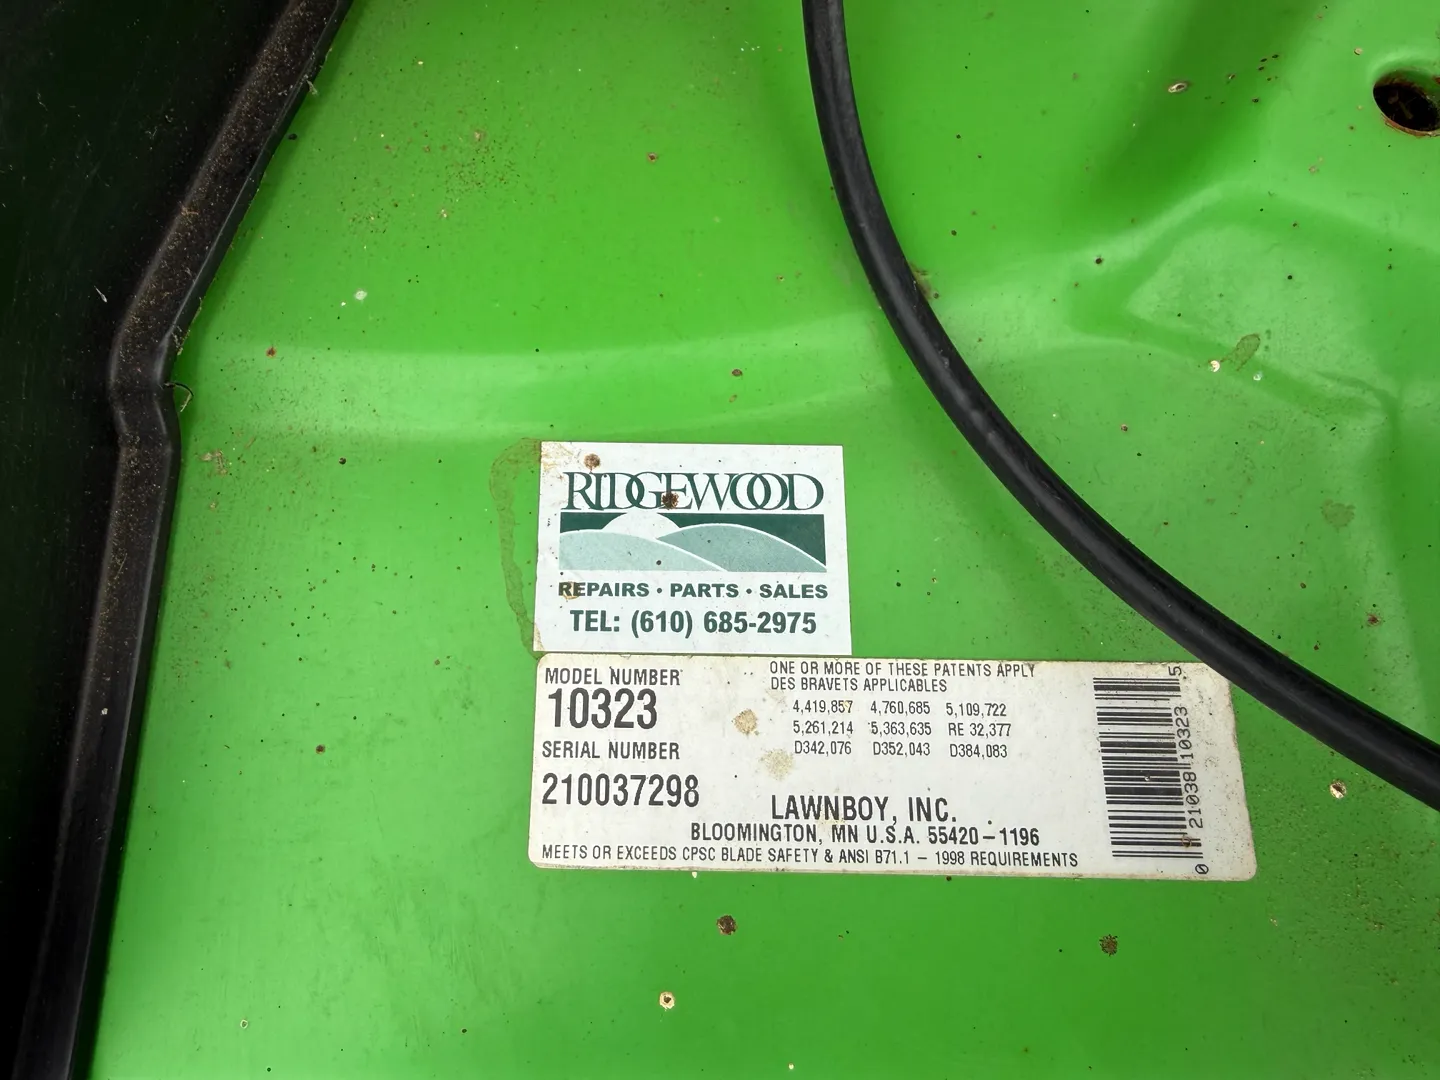 RIDGEWOOD
REPAIRS • PARTS • SALES
TEL: (610) 685-2975
MODEL NUMBER
10323
SERIAL NUMBER
210037298
ONE OR MORE OF THESE PATENTS APPLY
DES BRAVETS APPLICABLES
4,419,857 4,760,685 5,109,722
5,261,214 5,363,635 RE 32,377
D342,076 D352,043 D384,083
LAWNBOY, INC.
BLOOMINGTON, MN U.S.A. 55420-1196
MEETS OR EXCEEDS CPSC BLADE SAFETY & ANSI B71.1 - 1998 REQUIREMENTS
0 21038 10323 5